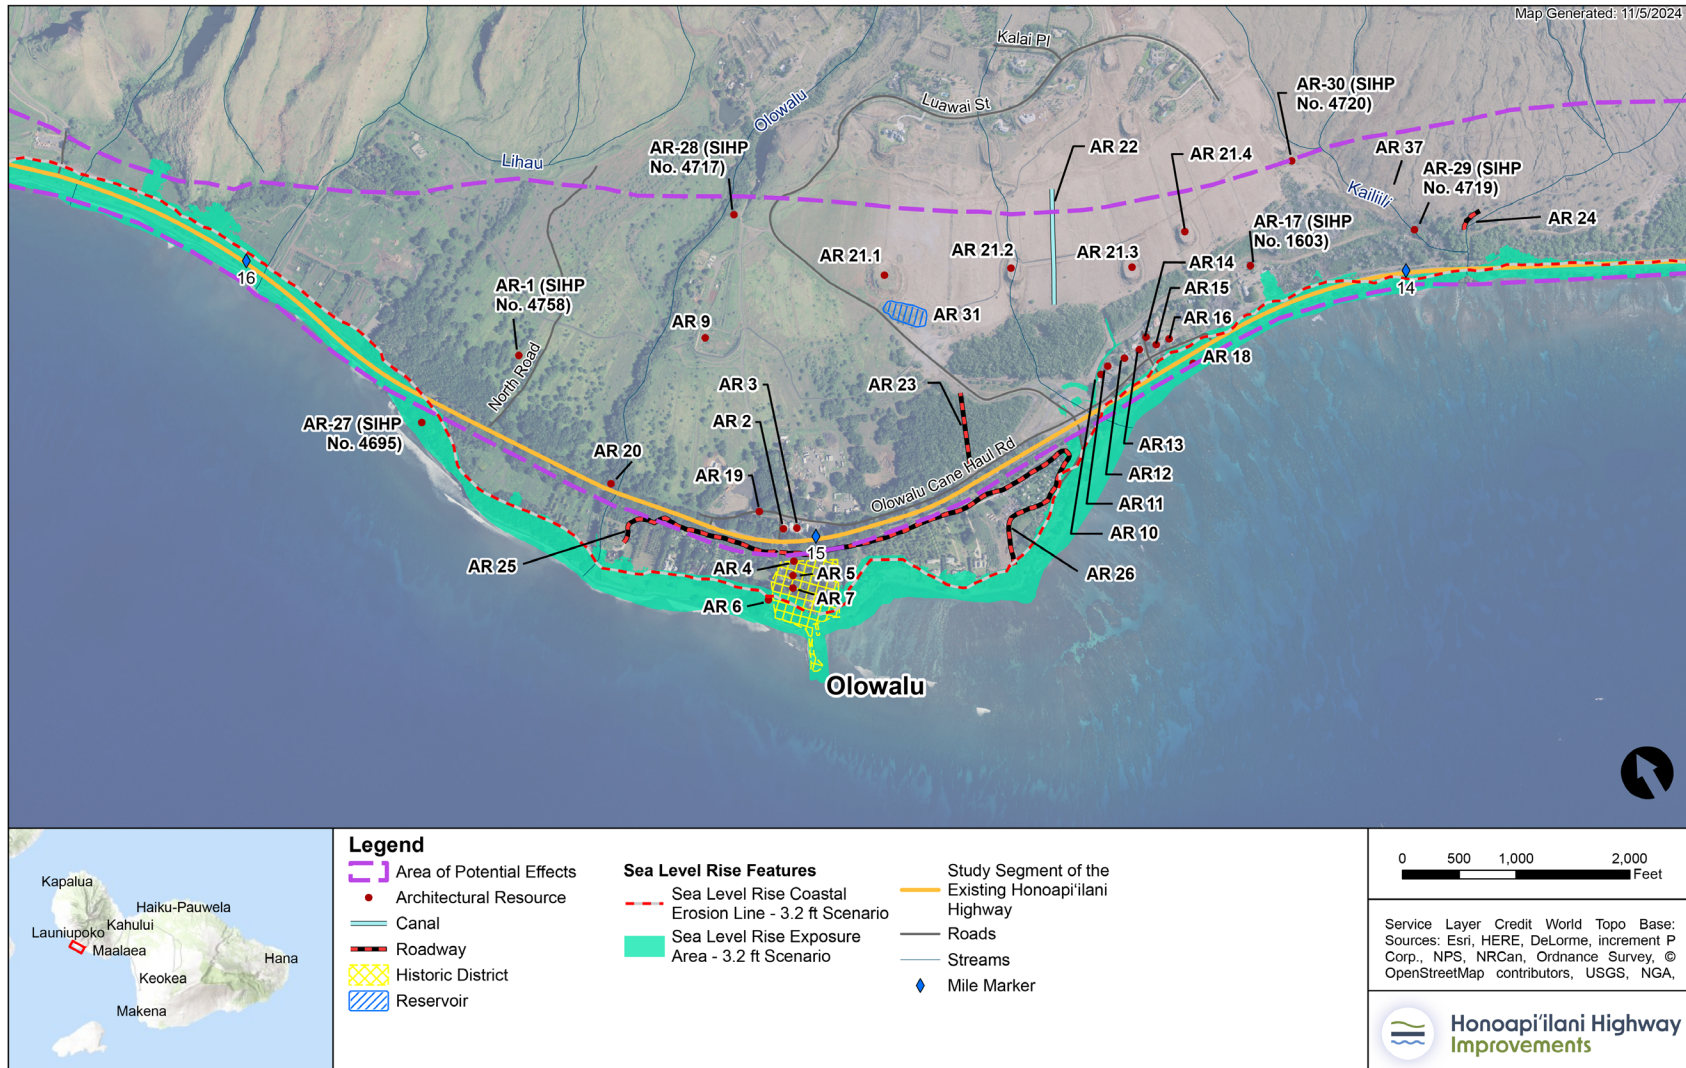 Map Generated: 11/5/2024
Kalai Pl
Luawai St
Olowalu
Lihau
AR-28 (SIHP
No. 4717)
AR 22
AR 21.4
AR-30 (SIHP
No. 4720)
AR 37
Kailiili
AR-29 (SIHP
No. 4719)
AR 24
AR-17 (SIHP
No. 1603)
AR 21.1
AR 21.2
AR 21.3
AR14
AR15
AR 16
AR 18
AR 31
16
14
AR-1 (SIHP
No. 4758)
AR 9
North Road
AR 3
AR 23
AR 2
AR-27 (SIHP
No. 4695)
AR 20
AR 19
Olowalu Cane Haul Rd
AR13
AR12
AR 11
AR 10
AR 25
15
AR 4
AR 5
AR 26
AR 6
AR 7
Olowalu
Kapalua
Haiku-Pauwela
Kahului
Launiupoko
Maalaea
Hana
Keokea
Makena
Legend
Area of Potential Effects
Architectural Resource
Canal
Roadway
Historic District
Reservoir
Sea Level Rise Features
Sea Level Rise Coastal
Erosion Line - 3.2 ft Scenario
Sea Level Rise Exposure
Area - 3.2 ft Scenario
Study Segment of the
Existing Honoapiʻilani
Highway
Roads
Streams
Mile Marker
0 500 1,000 2,000
Feet
Service Layer Credit World Topo Base:
Sources: Esri, HERE, DeLorme, increment P
Corp., NPS, NRCan, Ordnance Survey, ©
OpenStreetMap contributors, USGS, NGA,
Honoapiʻilani Highway
Improvements